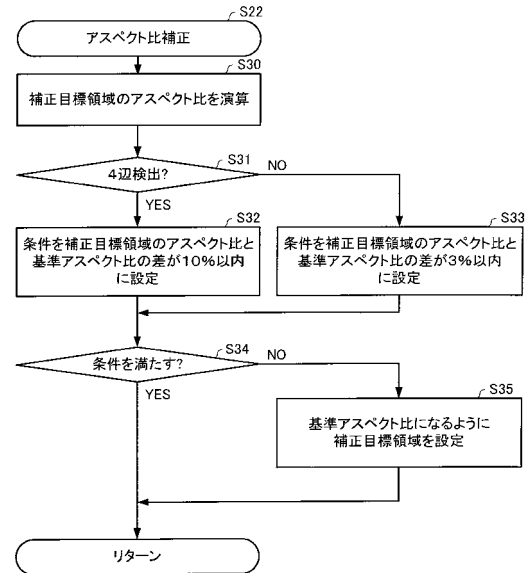 S22
アスペクト比補正
S30
補正目標領域のアスペクト比を演算
S31
4辺検出?
NO
YES
S32
条件を補正目標領域のアスペクト比と
基準アスペクト比の差が10%以内
に設定
S33
条件を補正目標領域のアスペクト比と
基準アスペクト比の差が3%以内
に設定
S34
条件を満たす?
NO
YES
S35
基準アスペクト比になるように
補正目標領域を設定
リターン